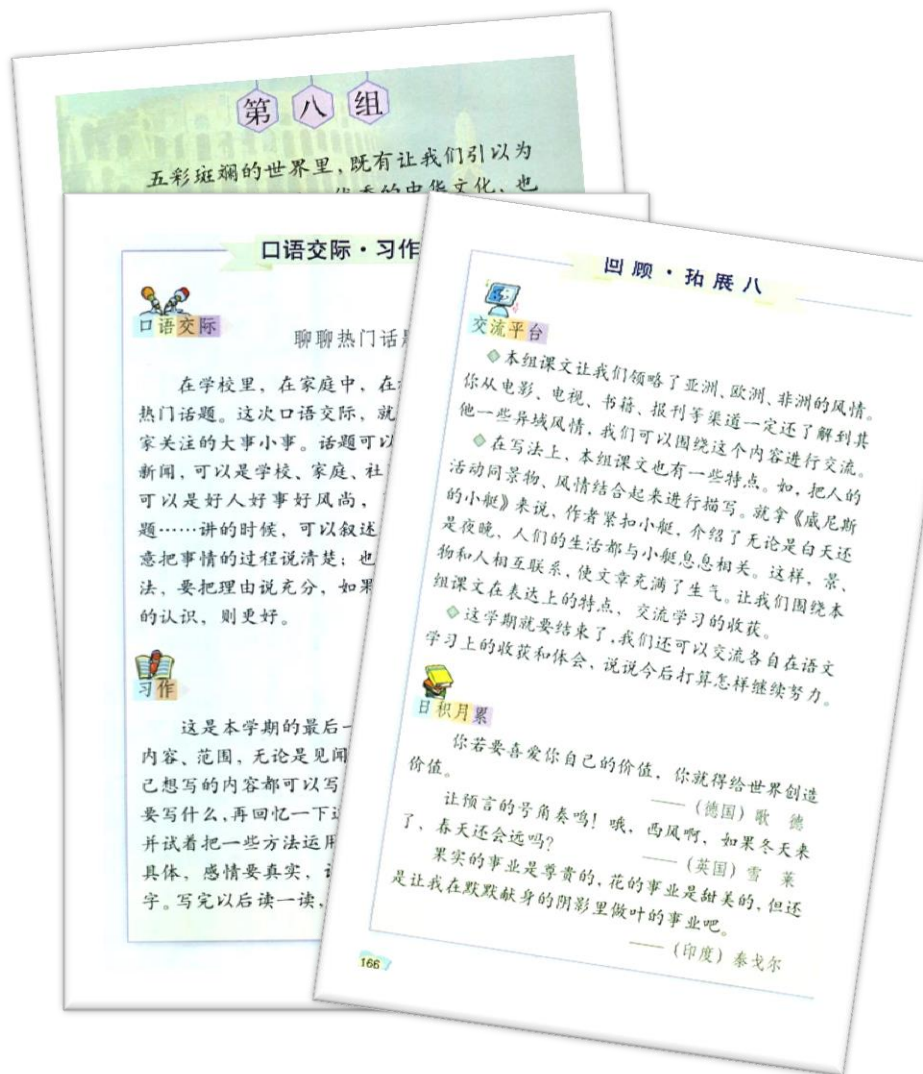 第八组
五彩斑斓的世界里，既有让我们引以为
优秀的中华文化，也
口语交际·习作
口语交际
聊聊热门话题
在学校里，在家庭中，在
热门话题。这次口语交际，就
家关注的大事小事。话题可以
新闻，可以是学校、家庭、社
可以是好人好事好风尚，
题……讲的时候，可以叙述
意把事情的过程说清楚；也
法，要把理由说充分，如果
的认识，则更好。
习作
这是本学期的最后一
内容、范围，无论是见闻
己想写的内容都可以写
要写什么，再回忆一下
并试着把一些方法运用
具体，感情要真实，
字。写完以后读一读，
回顾·拓展八
交流平台
◇本组课文让我们领略了亚洲、欧洲、非洲的风情。
你从电影、电视、书籍、报刊等渠道一定还了解到其
他一些异域风情，我们可以围绕这个内容进行交流。
◇在写法上，本组课文也有一些特点。如，把人的
活动同景物、风情结合起来进行描写。就拿《威尼斯
的小艇》来说，作者紧扣小艇，介绍了无论是白天还
是夜晚，人们的生活都与小艇息息相关。这样，景、
物和人相互联系，使文章充满了生气。让我们围绕本
组课文在表达上的特点，交流学习的收获。
◇这学期就要结束了，我们还可以交流各自在语文
学习上的收获和体会，说说今后打算怎样继续努力。
日积月累
你若要喜爱你自己的价值，你就得给世界创造
价值。
——（德国）歌 德
让预言的号角奏鸣！哦，西风啊，如果冬天来
了，春天还会远吗？
——（英国）雪 莱
果实的事业是尊贵的，花的事业是甜美的，但还
是让我在默默献身的阴影里做叶的事业吧。
——（印度）泰戈尔
166